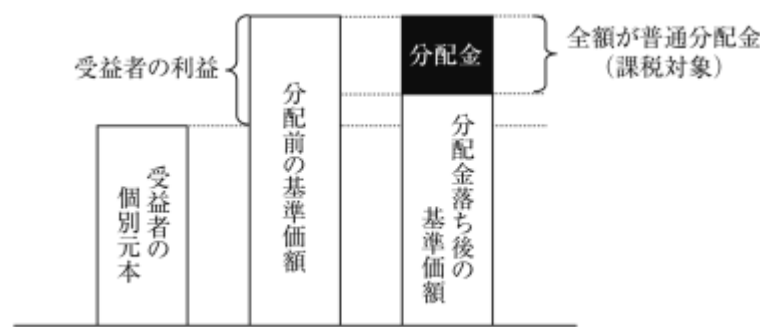 受益者の利益
分配金
全額が普通分配金
（課税対象）
受益者の
個別元本
分配前の基準価額
分配金落ち後の
基準価額